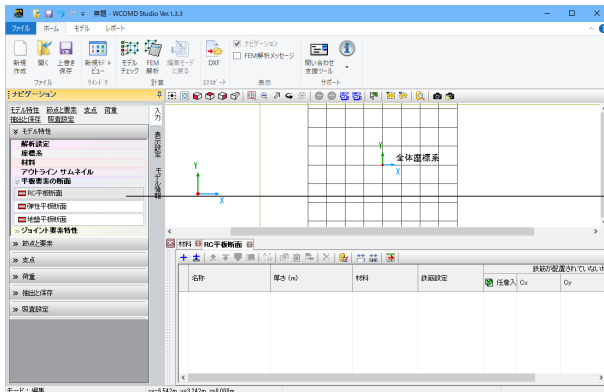 無題 - WCOMD Studio Ver.1.3.3
ファイル ホーム モデル レポート
新規作成
開く
上書き保存
新規モデルビュー
モデルチェック
FEM解析
編集モードに戻る
DXF
ナビゲーション
FEM解析メッセージ
問い合わせ支援ツール
ファイル
ウインドウ
計算
エクスポート
表示
サポート
ナビゲーション
モデル特性 節点と要素 支点 荷重
抽出と保存 照査設定
モデル特性
解析設定
座標系
材料
アウトライン サムネイル
平板要素の断面
RC平板断面
弾性平板断面
地盤平板断面
ジョイント要素特性
節点と要素
支点
荷重
抽出と保存
照査設定
入力
表示設定
モデル情報
Y
X
Y
X
全体座標系
材料 RC平板断面
名称 厚さ (m) 材料 鉄筋設定
鉄筋が配置されていない
任意入 Cx Cy
モード: 編集